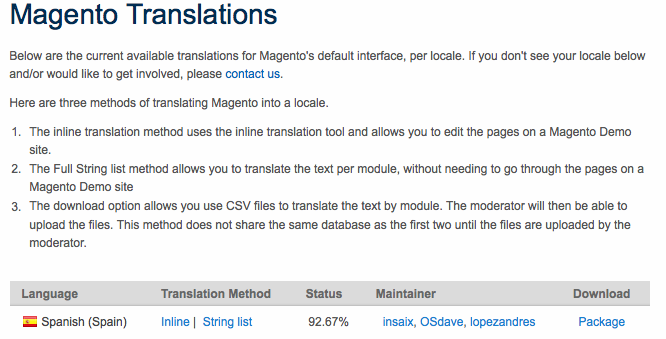 Magento Translations
Below are the current available translations for Magento's default interface, per locale. If you don't see your locale below
and/or would like to get involved, please contact us.
Here are three methods of translating Magento into a locale.
1. The inline translation method uses the inline translation tool and allows you to edit the pages on a Magento Demo
site.
2. The Full String list method allows you to translate the text per module, without needing to go through the pages on a
Magento Demo site
3. The download option allows you use CSV files to translate the text by module. The moderator will then be able to
upload the files. This method does not share the same database as the first two until the files are uploaded by the
moderator.
Language Translation Method Status Maintainer Download
Spanish (Spain) Inline | String list 92.67% insaix, OSdave, lopezandres Package